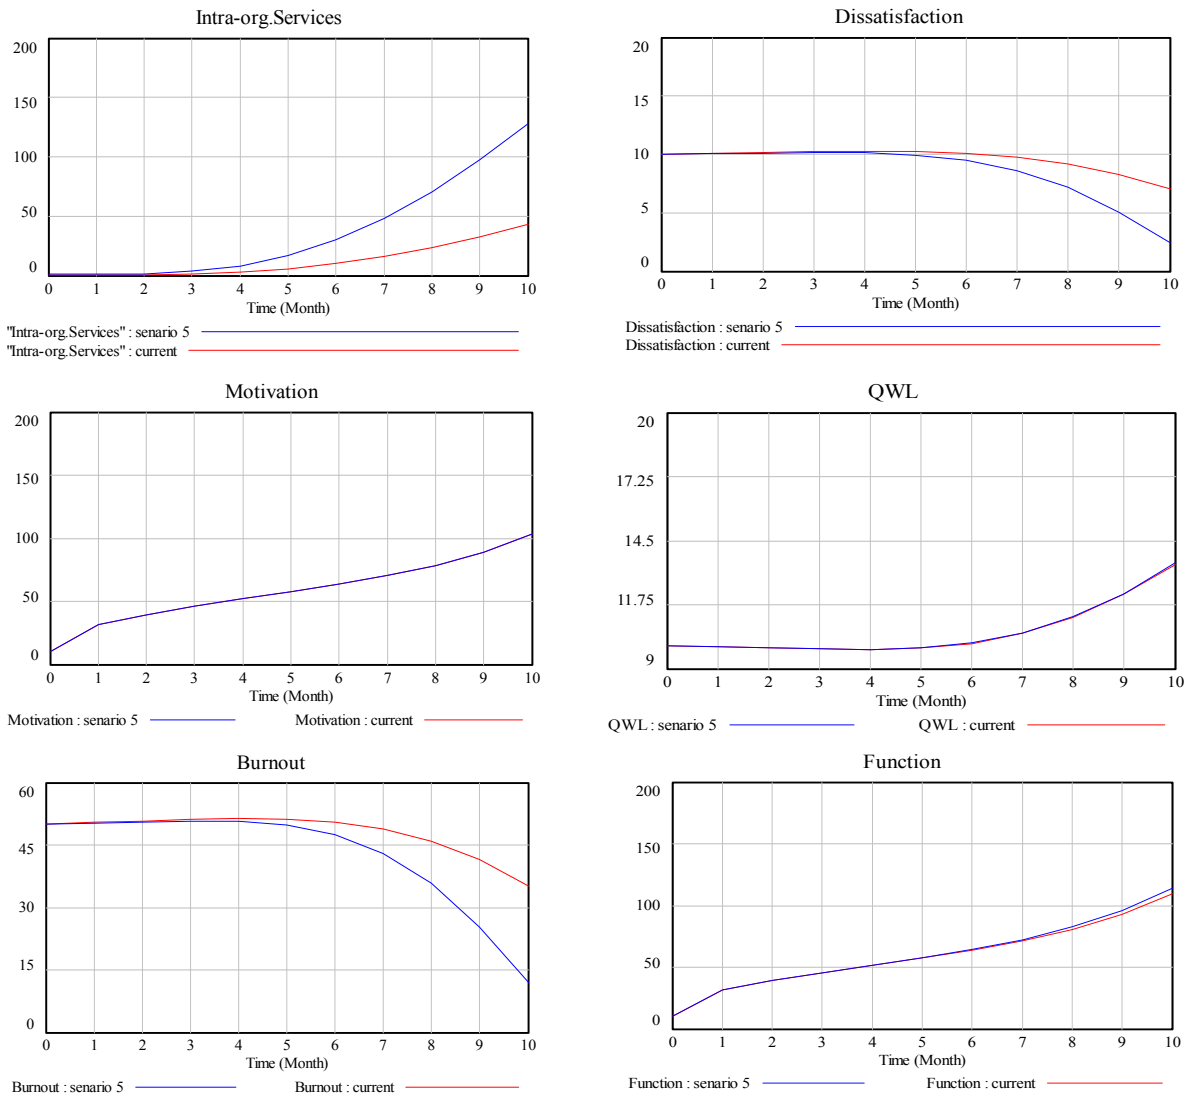 Intra-org.Services
200
150
100
50
0
0 1 2 3 4 5 6 7 8 9 10
Time (Month)
"Intra-org.Services" : senario 5
"Intra-org.Services" : current
Dissatisfaction
20
15
10
5
0
0 1 2 3 4 5 6 7 8 9 10
Time (Month)
Dissatisfaction : senario 5
Dissatisfaction : current
Motivation
200
150
100
50
0
0 1 2 3 4 5 6 7 8 9 10
Time (Month)
Motivation : senario 5 Motivation : current
QWL
20
17.25
14.5
11.75
9
0 1 2 3 4 5 6 7 8 9 10
Time (Month)
QWL : senario 5 QWL : current
Burnout
60
45
30
15
0
0 1 2 3 4 5 6 7 8 9 10
Time (Month)
Burnout : senario 5 Burnout : current
Function
200
150
100
50
0
0 1 2 3 4 5 6 7 8 9 10
Time (Month)
Function : senario 5 Function : current